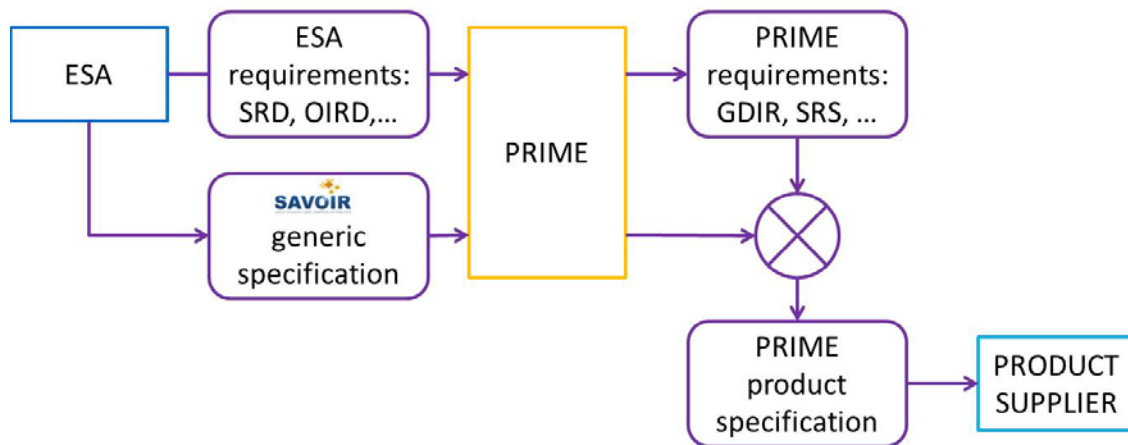 ESA
ESA
requirements:
SRD, OIRD,...
PRIME
PRIME
requirements:
GDIR, SRS, ...
SAVOIR
generic
specification
PRIME
product
specification
PRODUCT
SUPPLIER